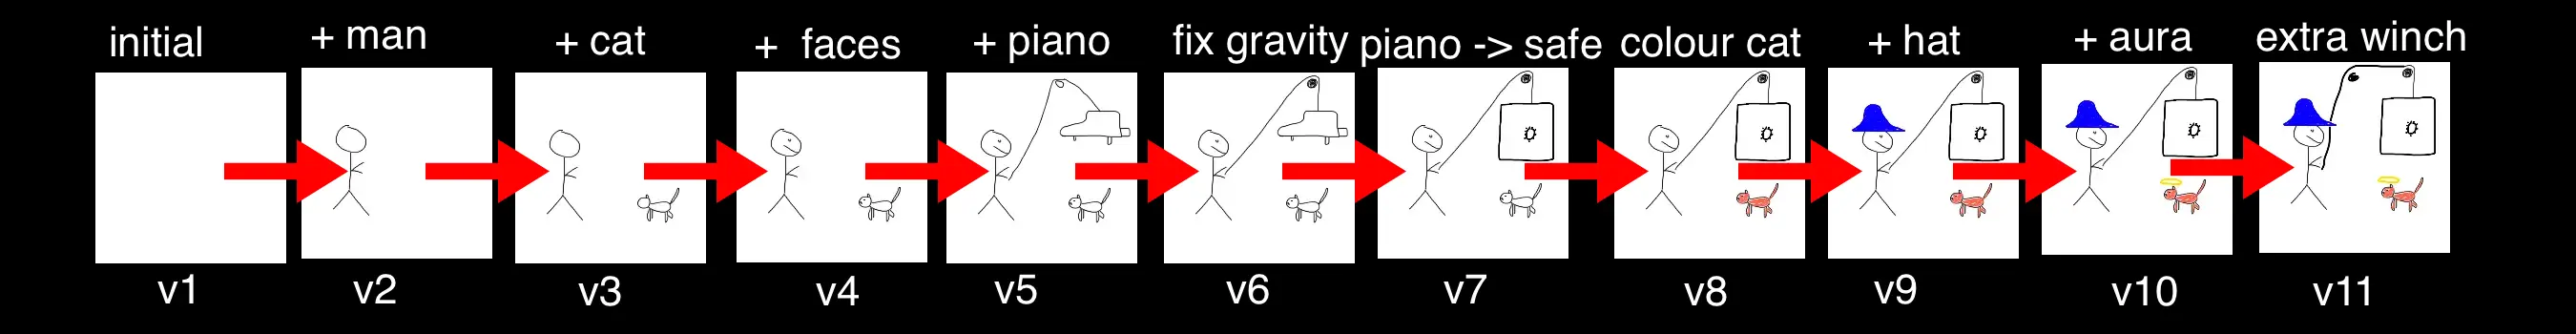 initial
+ man
+ cat
+ faces
+ piano
fix gravity
piano -> safe
colour cat
+ hat
+ aura
extra winch
v1
v2
v3
v4
v5
v6
v7
v8
v9
v10
v11